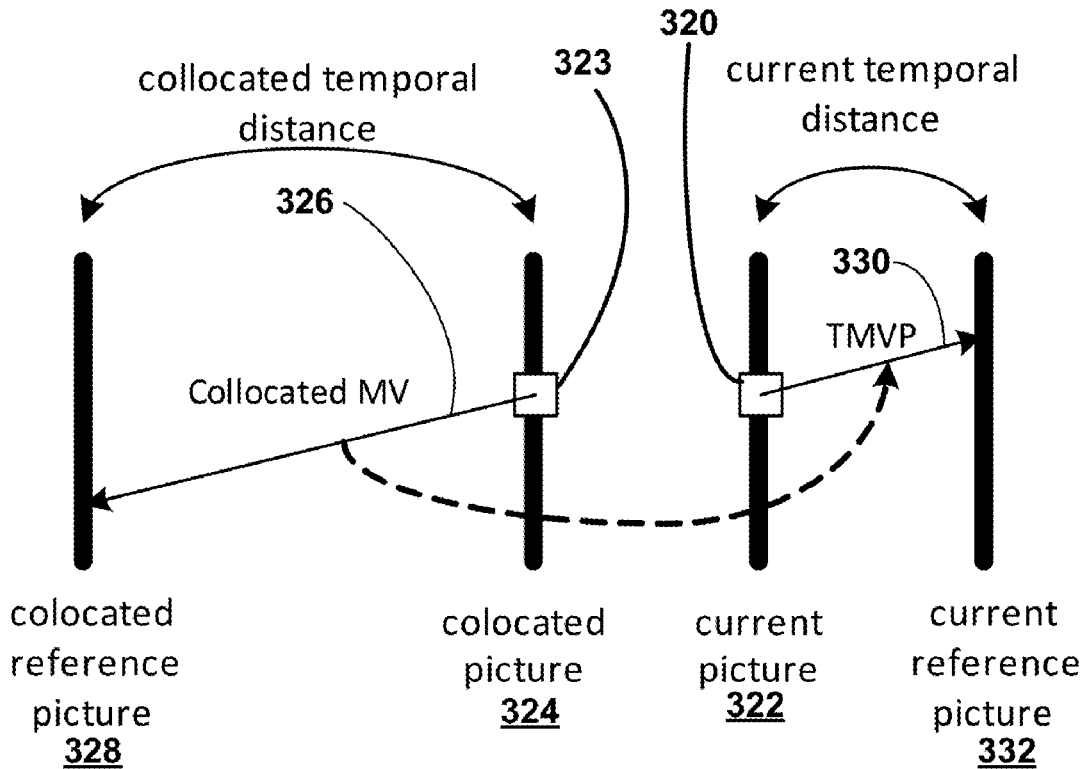 320
323
collocated temporal
distance
current temporal
distance
326
330
TMVP
Collocated MV
colocated
reference
picture
328
colocated
picture
324
current
picture
322
current
reference
picture
332